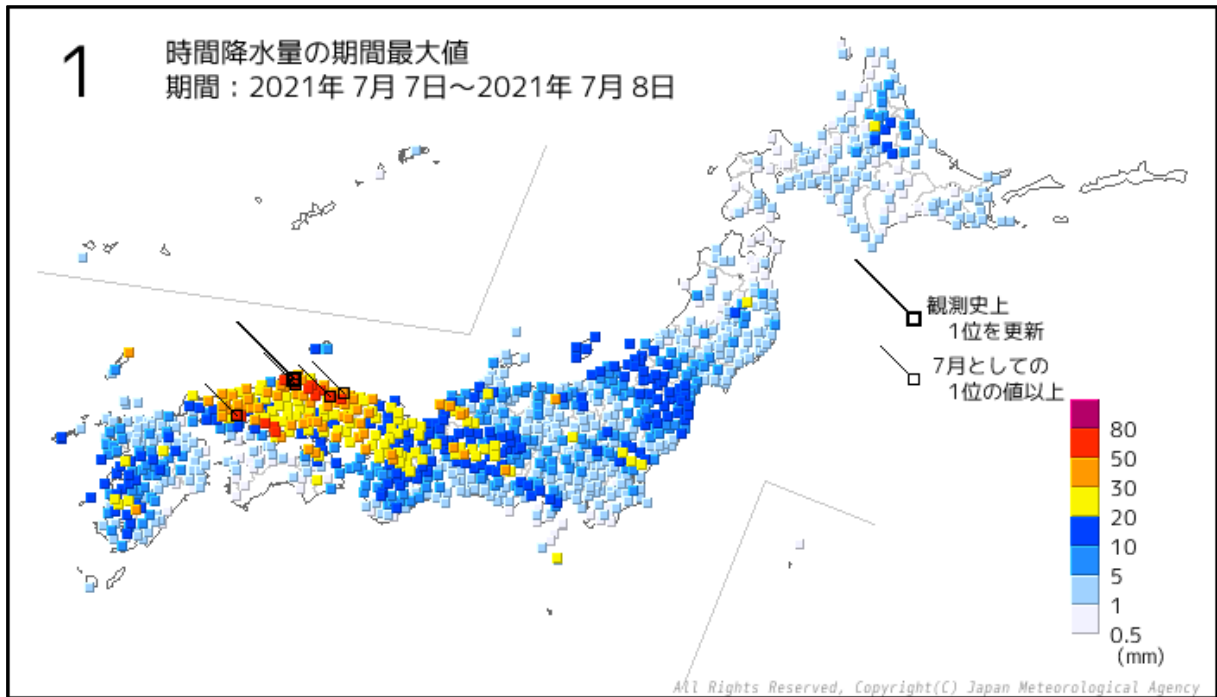 1 時間降水量の期間最大値
期間：2021年 7月 7日～2021年 7月 8日
観測史上
1位を更新
7月としての
1位の値以上
80
50
30
20
10
5
1
0.5
(mm)
All Rights Reserved, Copyright(C) Japan Meteorological Agency